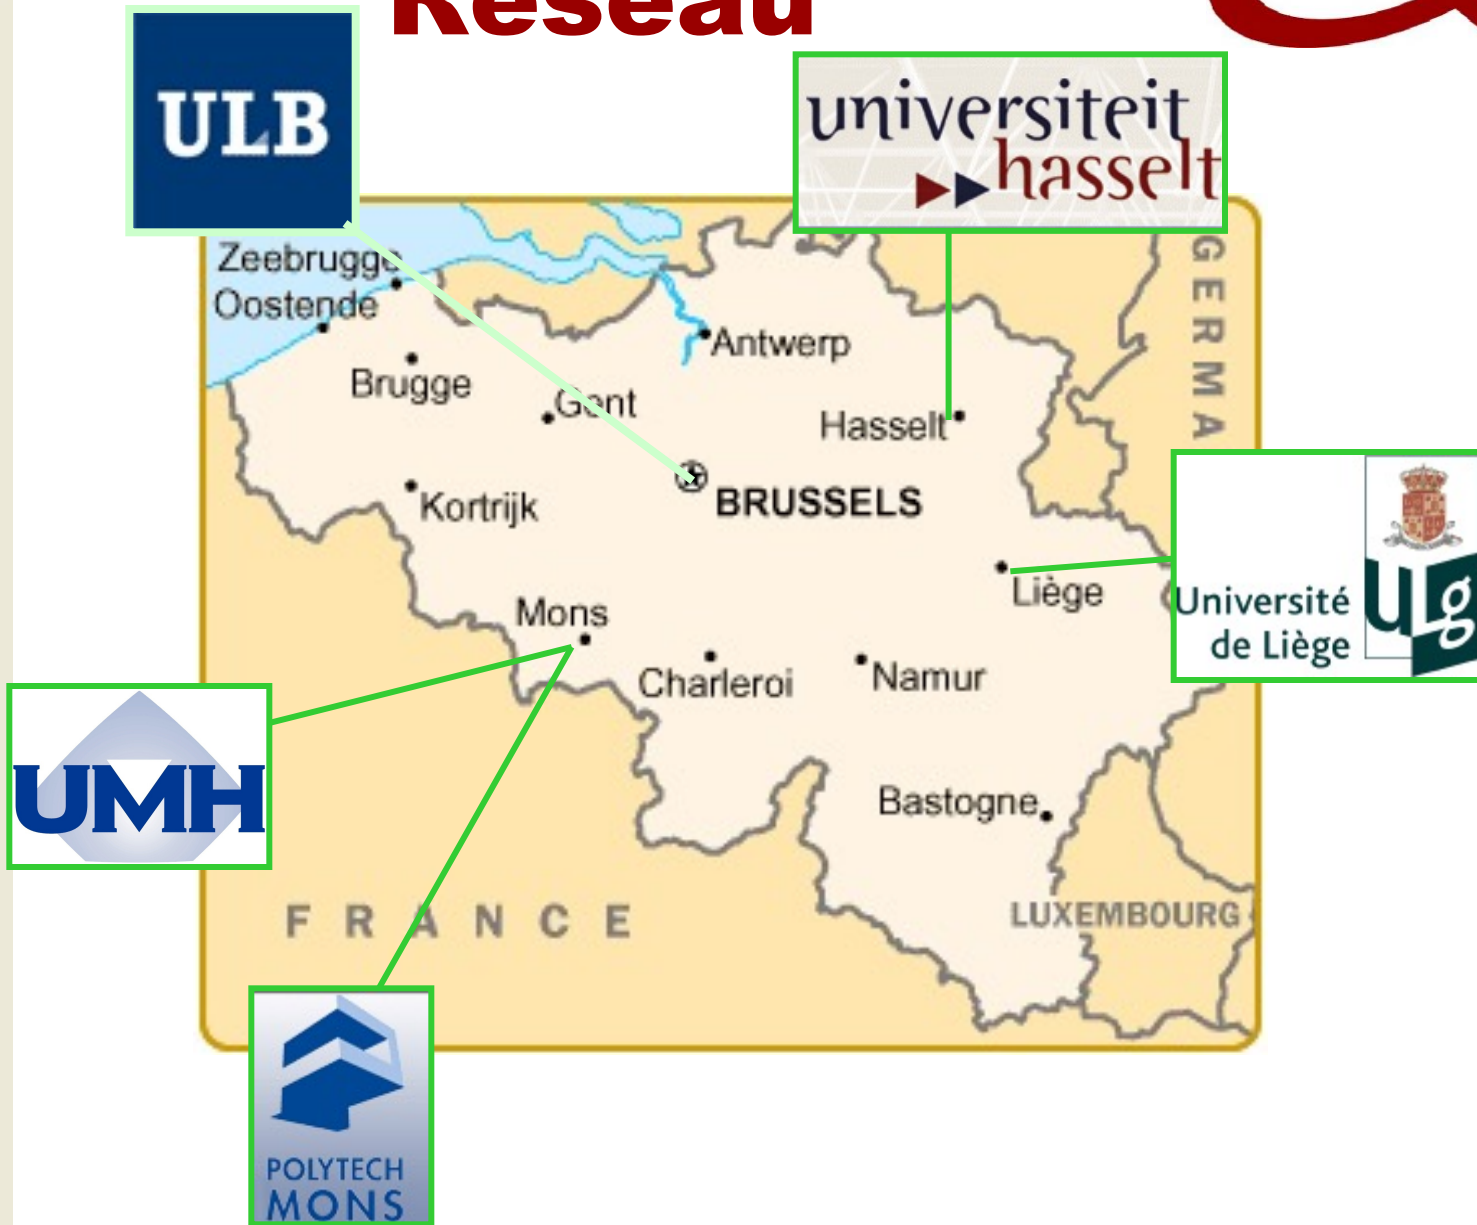 Réseau
ULB
universiteit
hasselt
Zeebrugge
Oostende
Antwerp
Brugge
Gent
Hasselt
GERMA
BRUSSELS
Kortrijk
Liège
Université
de Liège
ULg
Mons
Charleroi
Namur
UMH
Bastogne
FRANCE
LUXEMBOURG
POLYTECH
MONS